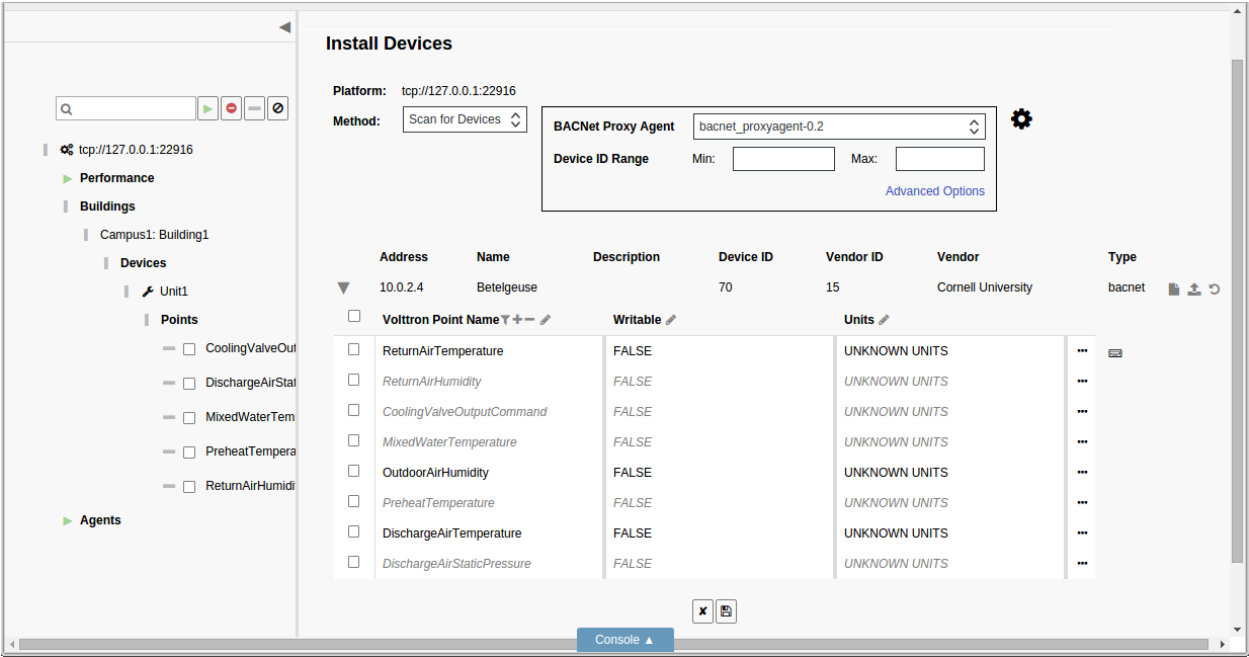 Install Devices
Platform: tcp://127.0.0.1:22916
Method: Scan for Devices
BACNet Proxy Agent bacnet_proxyagent-0.2
Device ID Range Min: Max:
Advanced Options
tcp://127.0.0.1:22916
Performance
Buildings
Campus1: Building1
Devices
Unit1
Points
CoolingValveOut
DischargeAirStat
MixedWaterTem
PreheatTempera
ReturnAirHumidi
Agents
Address Name Description Device ID Vendor ID Vendor Type
10.0.2.4 Betelgeuse 70 15 Cornell University bacnet
Volttron Point Name Writable Units
ReturnAirTemperature FALSE UNKNOWN UNITS
ReturnAirHumidity FALSE UNKNOWN UNITS
CoolingValveOutputCommand FALSE UNKNOWN UNITS
MixedWaterTemperature FALSE UNKNOWN UNITS
OutdoorAirHumidity FALSE UNKNOWN UNITS
PreheatTemperature FALSE UNKNOWN UNITS
DischargeAirTemperature FALSE UNKNOWN UNITS
DischargeAirStaticPressure FALSE UNKNOWN UNITS
Console ▲